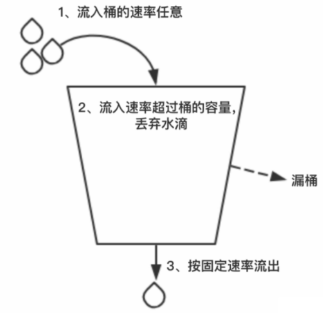 1、流入桶的速率任意
2、流入速率超过桶的容量，
丢弃水滴
漏桶
3、按固定速率流出